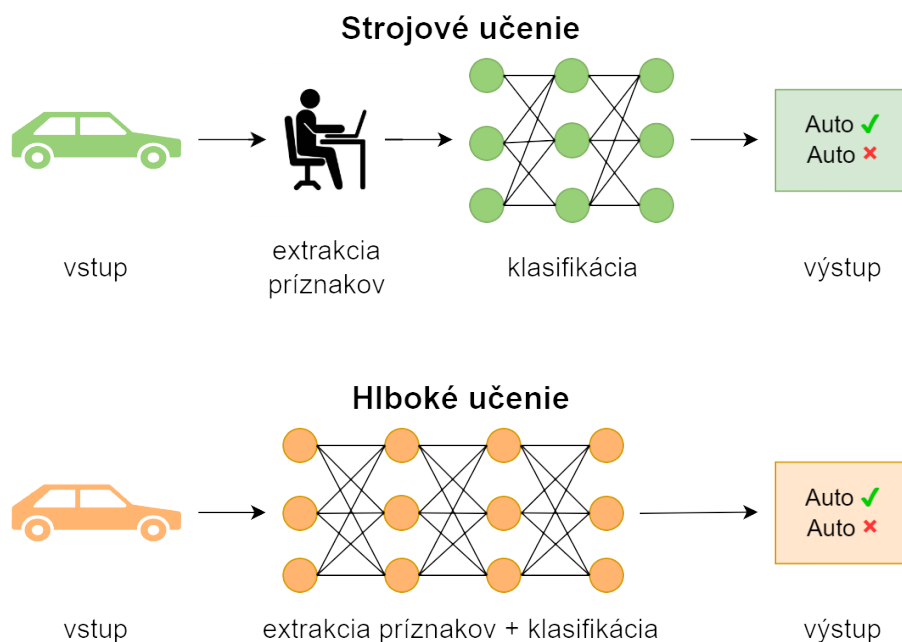 Strojové učenie
Auto ✓
Auto ×
vstup
extrakcia
príznakov
klasifikácia
výstup
Hlboké učenie
Auto ✓
Auto ×
vstup
extrakcia príznakov + klasifikácia
výstup